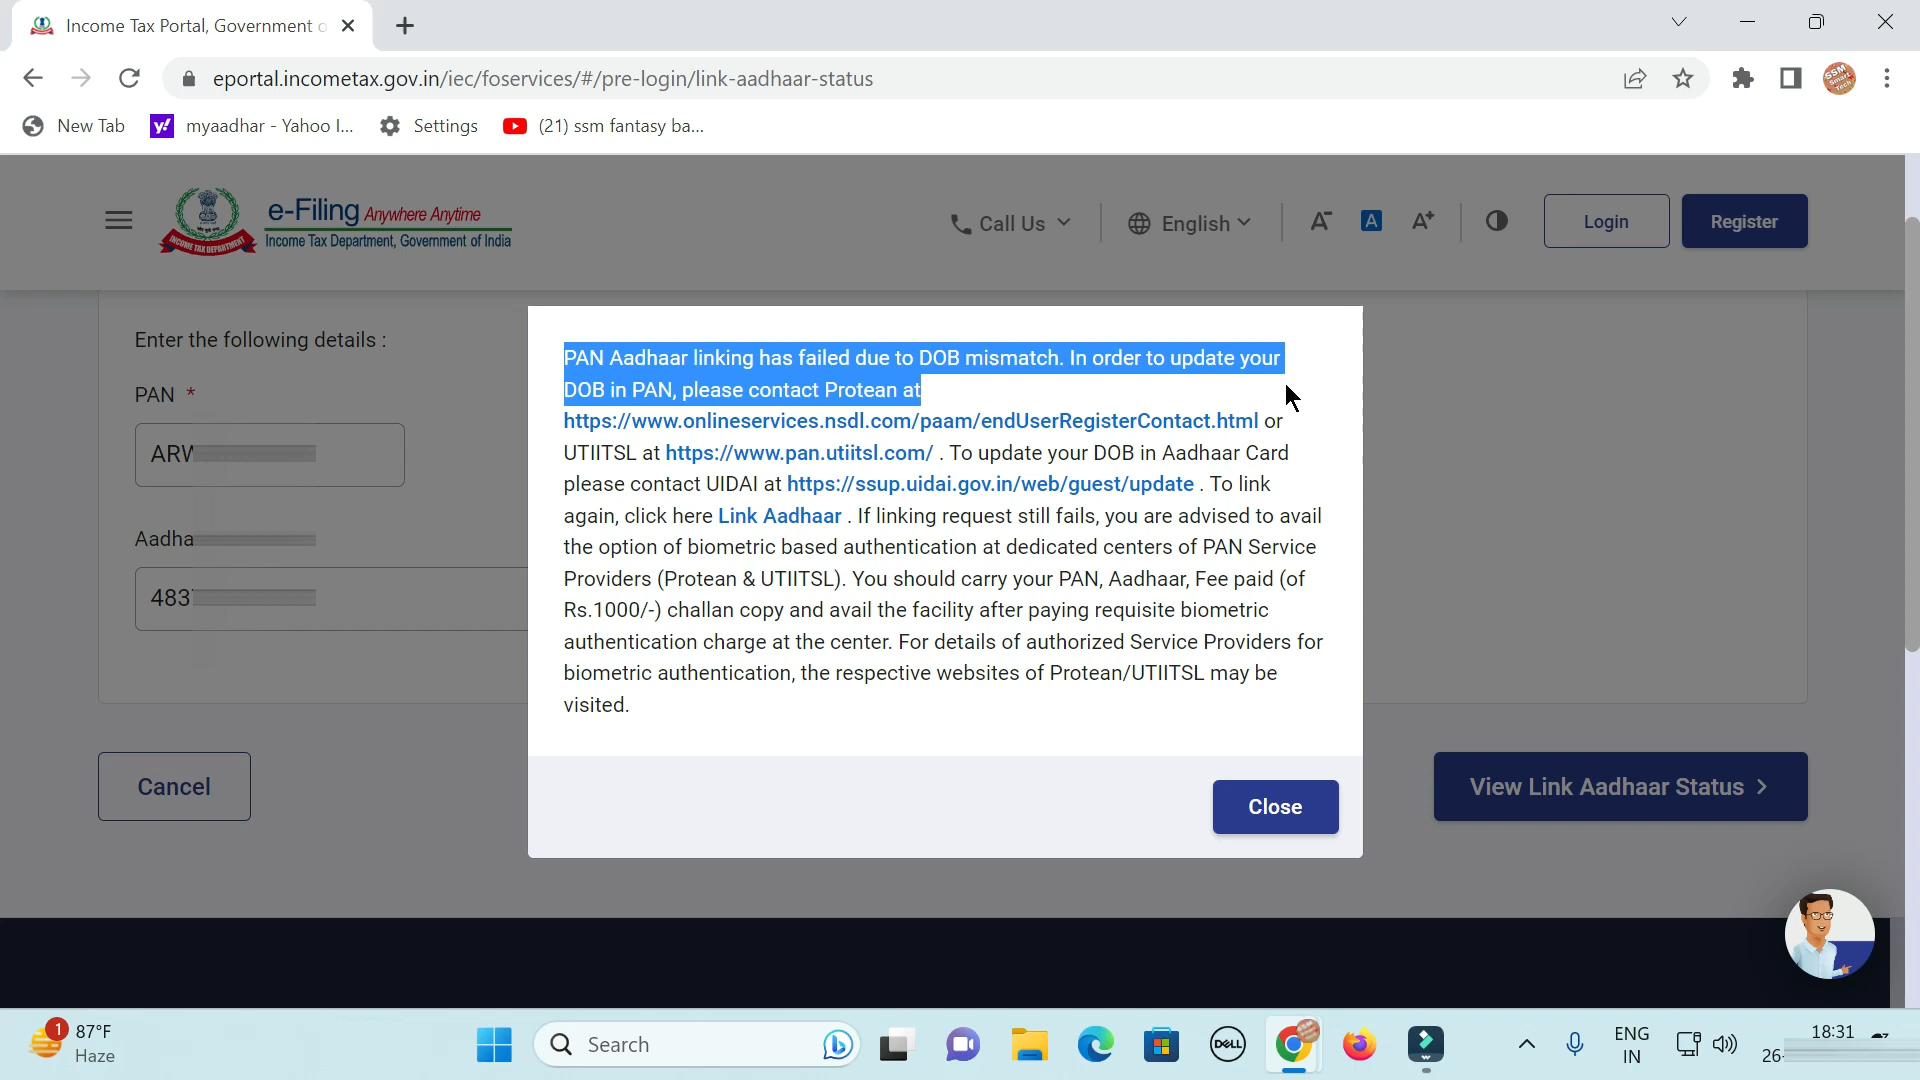 Income Tax Portal, Government o
eportal.incometax.gov.in/iec/foservices/#/pre-login/link-aadhaar-status
New Tab
myaadhar - Yahoo I...
Settings
(21) ssm fantasy ba...
e-Filing Anywhere Anytime
Income Tax Department, Government of India
INCOME TAX DEPARTMENT
Call Us
English
A-
A
A+
Login
Register
Enter the following details :
PAN *
ARW
Aadha
483
PAN Aadhaar linking has failed due to DOB mismatch. In order to update your
DOB in PAN, please contact Protean at
https://www.onlineservices.nsdl.com/paam/endUserRegisterContact.html or
UTIITSL at https://www.pan.utiitsl.com/ . To update your DOB in Aadhaar Card
please contact UIDAI at https://ssup.uidai.gov.in/web/guest/update . To link
again, click here Link Aadhaar . If linking request still fails, you are advised to avail
the option of biometric based authentication at dedicated centers of PAN Service
Providers (Protean & UTIITSL). You should carry your PAN, Aadhaar, Fee paid (of
Rs.1000/-) challan copy and avail the facility after paying requisite biometric
authentication charge at the center. For details of authorized Service Providers for
biometric authentication, the respective websites of Protean/UTIITSL may be
visited.
Close
Cancel
View Link Aadhaar Status >
1
87°F
Haze
Search
DELL
ENG
IN
18:31
26-